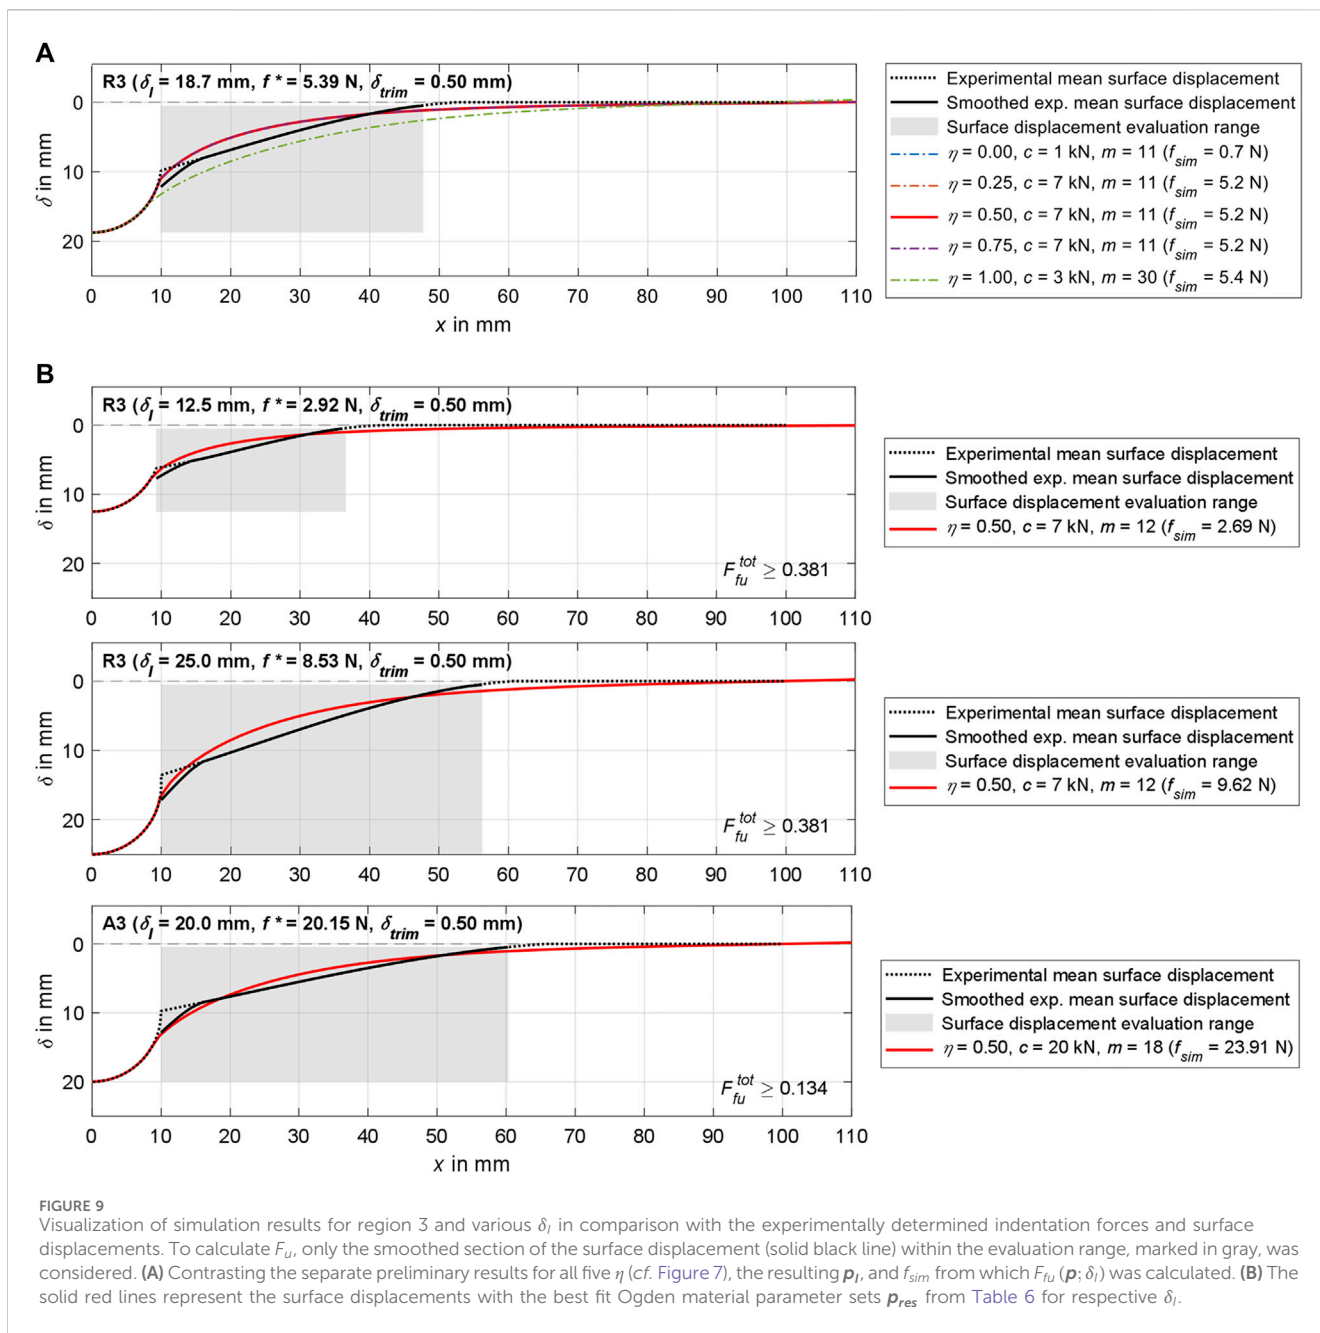 A
R3 (δI = 18.7 mm, f * = 5.39 N, δtrim = 0.50 mm)
0
10
20
δ in mm
0 10 20 30 40 50 60 70 80 90 100 110
x in mm
Experimental mean surface displacement
Smoothed exp. mean surface displacement
Surface displacement evaluation range
η = 0.00, c = 1 kN, m = 11 (fsim = 0.7 N)
η = 0.25, c = 7 kN, m = 11 (fsim = 5.2 N)
η = 0.50, c = 7 kN, m = 11 (fsim = 5.2 N)
η = 0.75, c = 7 kN, m = 11 (fsim = 5.2 N)
η = 1.00, c = 3 kN, m = 30 (fsim = 5.4 N)
B
R3 (δI = 12.5 mm, f * = 2.92 N, δtrim = 0.50 mm)
0
10
20
δ in mm
F fu tot ≥ 0.381
0 10 20 30 40 50 60 70 80 90 100 110
Experimental mean surface displacement
Smoothed exp. mean surface displacement
Surface displacement evaluation range
η = 0.50, c = 7 kN, m = 12 (fsim = 2.69 N)
R3 (δI = 25.0 mm, f * = 8.53 N, δtrim = 0.50 mm)
0
10
20
δ in mm
F fu tot ≥ 0.381
0 10 20 30 40 50 60 70 80 90 100 110
Experimental mean surface displacement
Smoothed exp. mean surface displacement
Surface displacement evaluation range
η = 0.50, c = 7 kN, m = 12 (fsim = 9.62 N)
A3 (δI = 20.0 mm, f * = 20.15 N, δtrim = 0.50 mm)
0
10
20
δ in mm
F fu tot ≥ 0.134
0 10 20 30 40 50 60 70 80 90 100 110
x in mm
Experimental mean surface displacement
Smoothed exp. mean surface displacement
Surface displacement evaluation range
η = 0.50, c = 20 kN, m = 18 (fsim = 23.91 N)
FIGURE 9
Visualization of simulation results for region 3 and various δI in comparison with the experimentally determined indentation forces and surface
displacements. To calculate Fu, only the smoothed section of the surface displacement (solid black line) within the evaluation range, marked in gray, was
considered. (A) Contrasting the separate preliminary results for all five η (cf. Figure 7), the resulting pI, and fsim from which Ffu (p; δI) was calculated. (B) The
solid red lines represent the surface displacements with the best fit Ogden material parameter sets pres from Table 6 for respective δI.